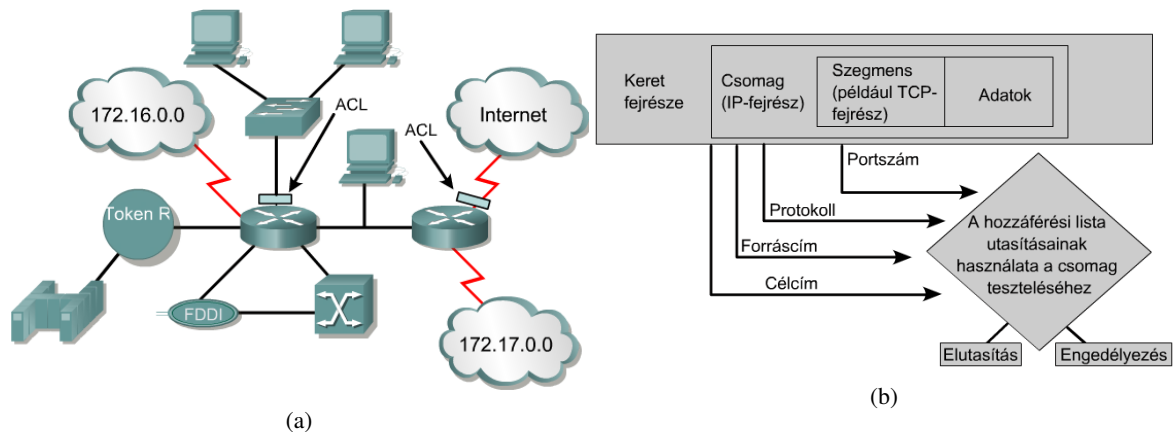 172.16.0.0
ACL
ACL
Internet
Token R
FDDI
172.17.0.0
(a)
Keret
fejrésze
Csomag
(IP-fejrész)
Szegmens
(például TCP-
fejrész)
Adatok
Portszám
Protokoll
Forráscím
Célcím
A hozzáférési lista
utasításainak
használata a csomag
teszteléséhez
Elutasítás
Engedélyezés
(b)